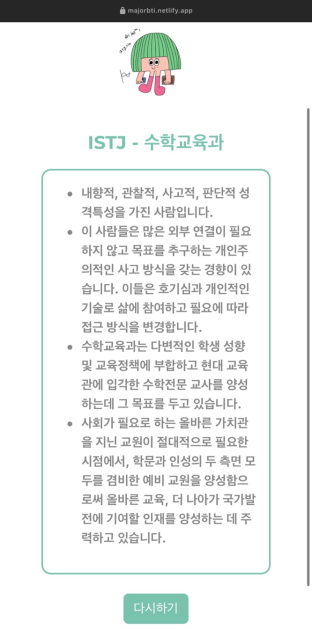 majorbti.netlify.app
ISTJ - 수학교육과
내향적, 관찰적, 사고적, 판단적 성
격특성을 가진 사람입니다.
이 사람들은 많은 외부 연결이 필요
하지 않고 목표를 추구하는 개인주
의적인 사고 방식을 갖는 경향이 있
습니다. 이들은 호기심과 개인적인
기술로 삶에 참여하고 필요에 따라
접근 방식을 변경합니다.
수학교육과는 다변적인 학생 성향
및 교육정책에 부합하고 현대 교육
관에 입각한 수학전문 교사를 양성
하는데 그 목표를 두고 있습니다.
사회가 필요로 하는 올바른 가치관
을 지닌 교원이 절대적으로 필요한
시점에서, 학문과 인성의 두 측면 모
두를 겸비한 예비 교원을 양성함으
로써 올바른 교육, 더 나아가 국가발
전에 기여할 인재를 양성하는 데 주
력하고 있습니다.
다시하기